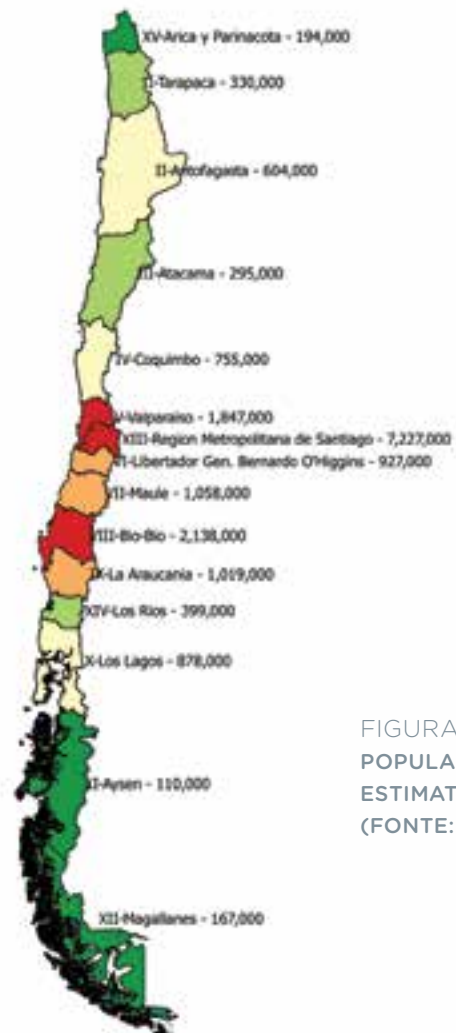 XV-Arica y Parinacota - 194,000
I-Tarapaca - 330,000
II-Antofagasta - 604,000
III-Atacama - 295,000
IV-Coquimbo - 755,000
V-Valparaiso - 1,847,000
XIII-Region Metropolitana de Santiago - 7,227,000
VI-Libertador Gen. Bernardo O'Higgins - 927,000
VII-Maule - 1,058,000
VIII-Bio-Bio - 2,138,000
IX-La Araucania - 1,019,000
XIV-Los Rios - 399,000
X-Los Lagos - 878,000
FIGURA
POPULA
ESTIMAT
(FONTE:
XI-Aysen - 110,000
XII-Magallanes - 167,000